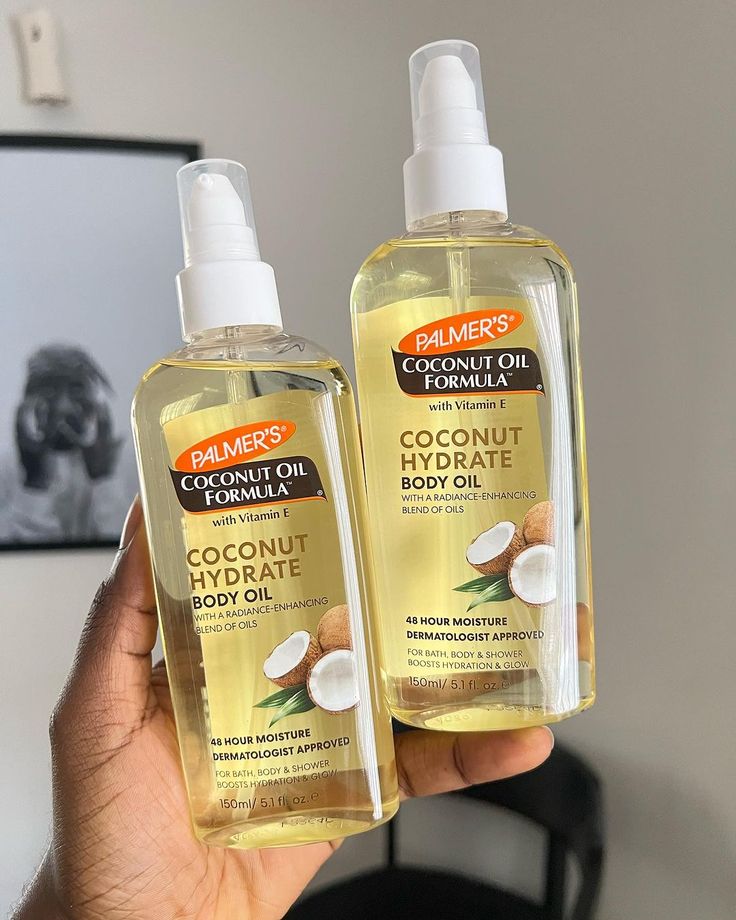 PALMER'S®
COCONUT OIL
FORMULA™
with Vitamin E
COCONUT
HYDRATE
BODY OIL
WITH A RADIANCE-ENHANCING
BLEND OF OILS
48 HOUR MOISTURE
DERMATOLOGIST APPROVED
FOR BATH, BODY & SHOWER
BOOSTS HYDRATION & GLOW
150ml/ 5.1 fl. oz.℮
PALMER'S®
COCONUT OIL
FORMULA™
with Vitamin E
COCONUT
HYDRATE
BODY OIL
WITH A RADIANCE-ENHANCING
BLEND OF OILS
48 HOUR MOISTURE
DERMATOLOGIST APPROVED
FOR BATH, BODY & SHOWER
BOOSTS HYDRATION & GLOW
150ml/ 5.1 fl. oz.℮